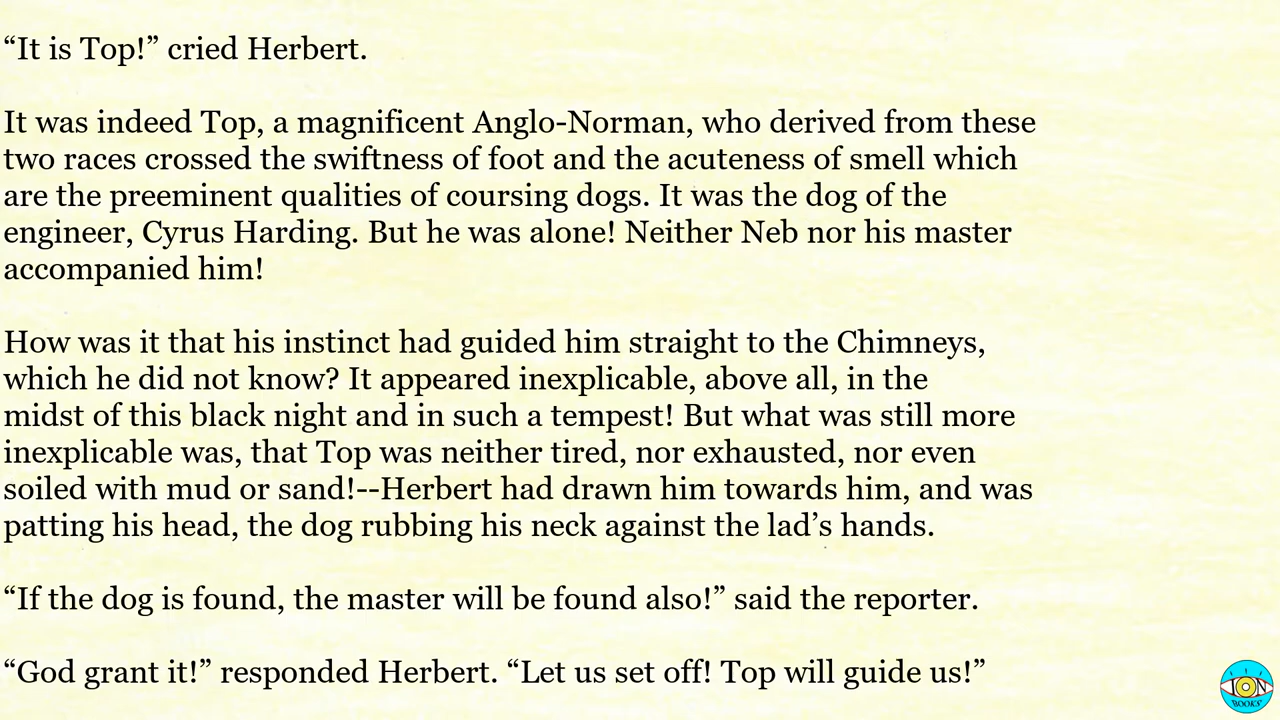 “It is Top!” cried Herbert.
It was indeed Top, a magnificent Anglo-Norman, who derived from these
two races crossed the swiftness of foot and the acuteness of smell which
are the preeminent qualities of coursing dogs. It was the dog of the
engineer, Cyrus Harding. But he was alone! Neither Neb nor his master
accompanied him!
How was it that his instinct had guided him straight to the Chimneys,
which he did not know? It appeared inexplicable, above all, in the
midst of this black night and in such a tempest! But what was still more
inexplicable was, that Top was neither tired, nor exhausted, nor even
soiled with mud or sand!--Herbert had drawn him towards him, and was
patting his head, the dog rubbing his neck against the lad’s hands.
“If the dog is found, the master will be found also!” said the reporter.
“God grant it!” responded Herbert. “Let us set off! Top will guide us!”
ION
BOOKS